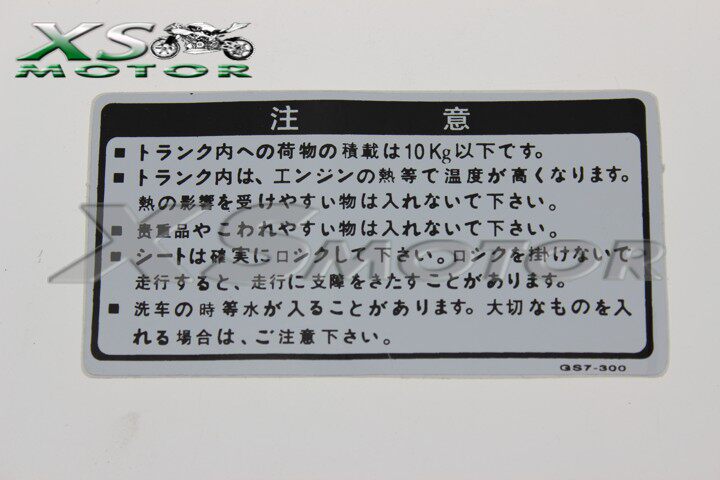 XS
MOTOR
注 意
■ トランク内への荷物の積載は10Kg以下です。
■ トランク内は、エンジンの熱等で温度が高くなります。
熱の影響を受けやすい物は入れないで下さい。
■ 贵重品やこわれやすい物は入れないで下さい。
■ シートは確実にロンクして下さい。ロンクを掛けないで
走行すると、走行に支障をきたすことがあります。
■ 洗车の時等水が入ることがあります。大切なものを入
れる場合は、ご注意下さい。
GS7-300
XSMOTOR